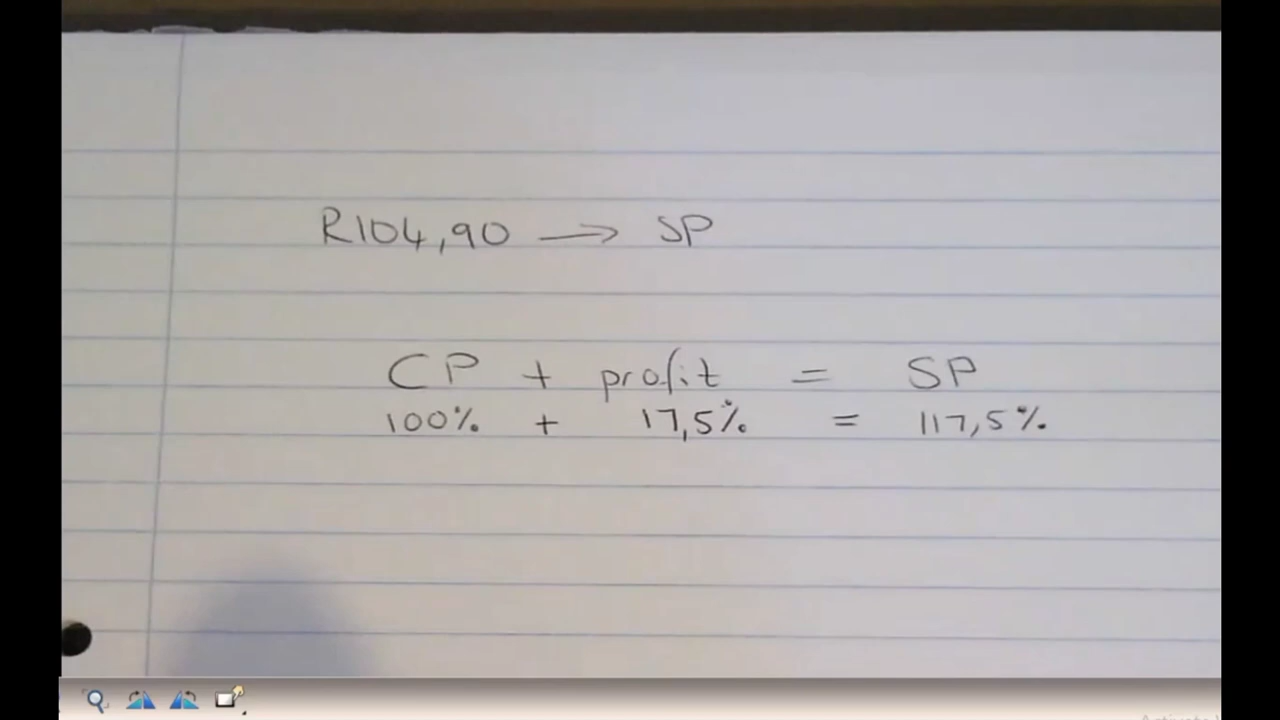 R104,90 → SP
CP + profit = SP
100% + 17,5% = 117,5%